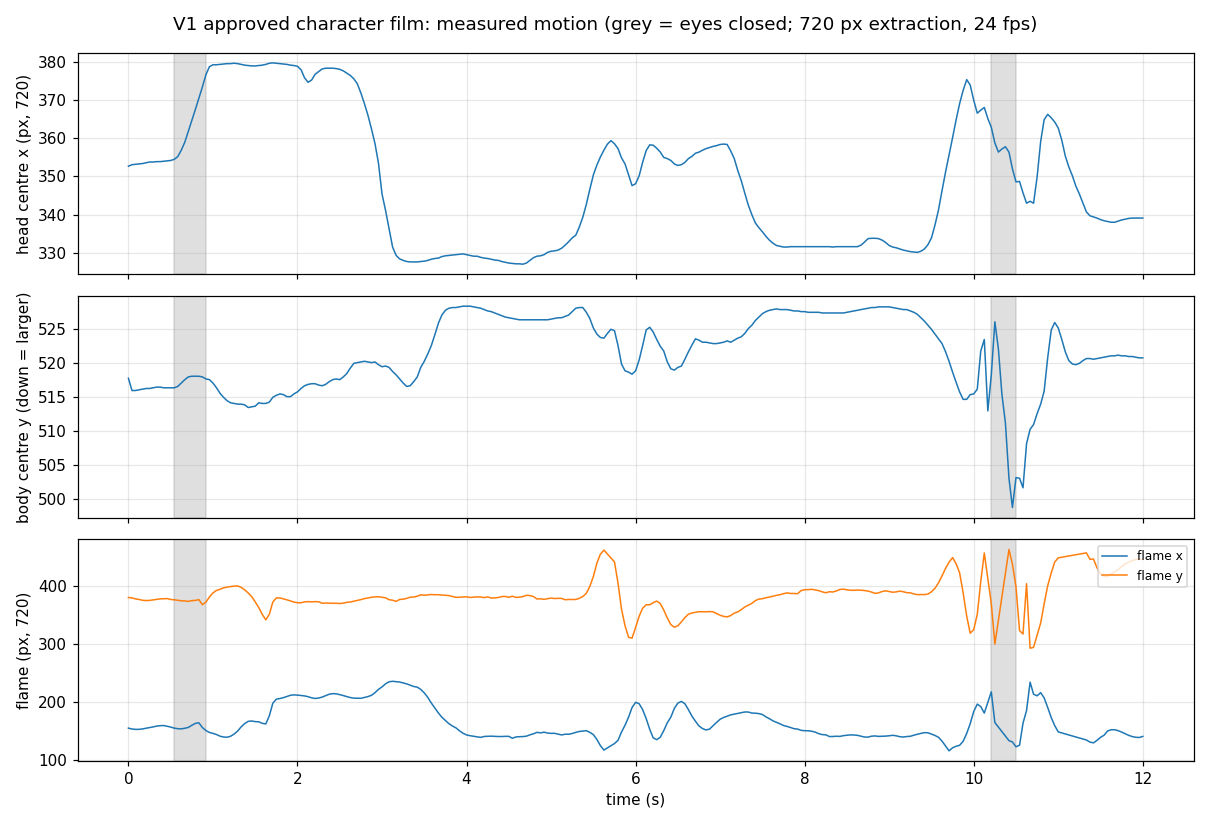 V1 approved character film: measured motion (grey = eyes closed; 720 px extraction, 24 fps)
head centre x (px, 720)
380
370
360
350
340
330
body centre y (down = larger)
525
520
515
510
505
500
flame (px, 720)
400
300
200
100
flame x
flame y
0 2 4 6 8 10 12
time (s)